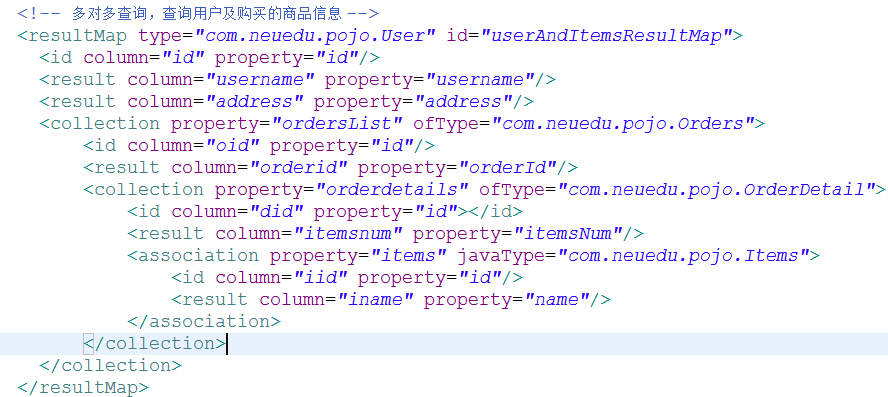 <!-- 多对多查询，查询用户及购买的商品信息 -->
<resultMap type="com.neuedu.pojo.User" id="userAndItemsResultMap">
<id column="id" property="id"/>
<result column="username" property="username"/>
<result column="address" property="address"/>
<collection property="ordersList" ofType="com.neuedu.pojo.Orders">
<id column="oid" property="id"/>
<result column="orderid" property="orderId"/>
<collection property="orderdetails" ofType="com.neuedu.pojo.OrderDetail">
<id column="did" property="id"></id>
<result column="itemsnum" property="itemsNum"/>
<association property="items" javaType="com.neuedu.pojo.Items">
<id column="iid" property="id"/>
<result column="iname" property="name"/>
</association>
</collection>
</collection>
</resultMap>